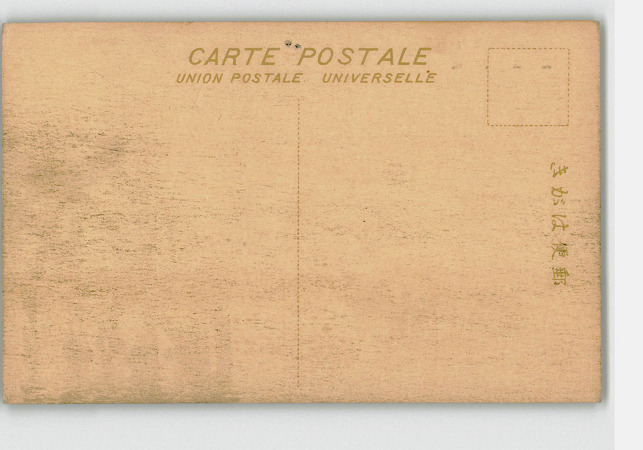 CARTE POSTALE
UNION POSTALE UNIVERSELLE
郵便はがき